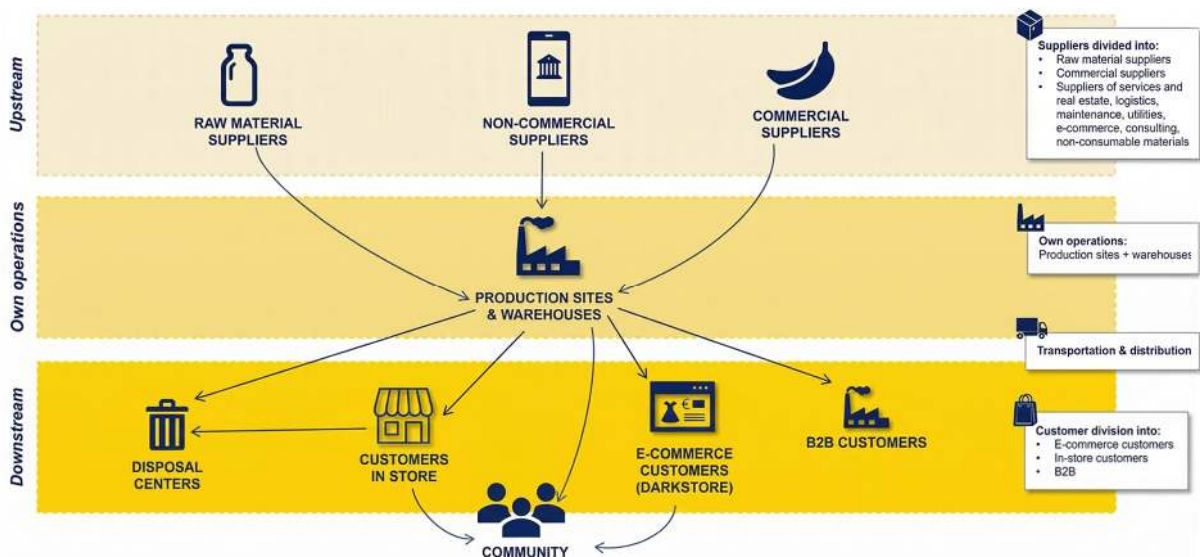 Upstream
RAW MATERIAL
SUPPLIERS
NON-COMMERCIAL
SUPPLIERS
COMMERCIAL
SUPPLIERS
Suppliers divided into:
• Raw material suppliers
• Commercial suppliers
• Suppliers of services and
real estate, logistics,
maintenance, utilities,
e-commerce, consulting,
non-consumable materials
Own operations
PRODUCTION SITES
& WAREHOUSES
Own operations:
Production sites + warehouses
Transportation & distribution
Downstream
DISPOSAL
CENTERS
CUSTOMERS
IN STORE
E-COMMERCE
CUSTOMERS
(DARKSTORE)
B2B CUSTOMERS
COMMUNITY
Customer division into:
• E-commerce customers
• In-store customers
• B2B